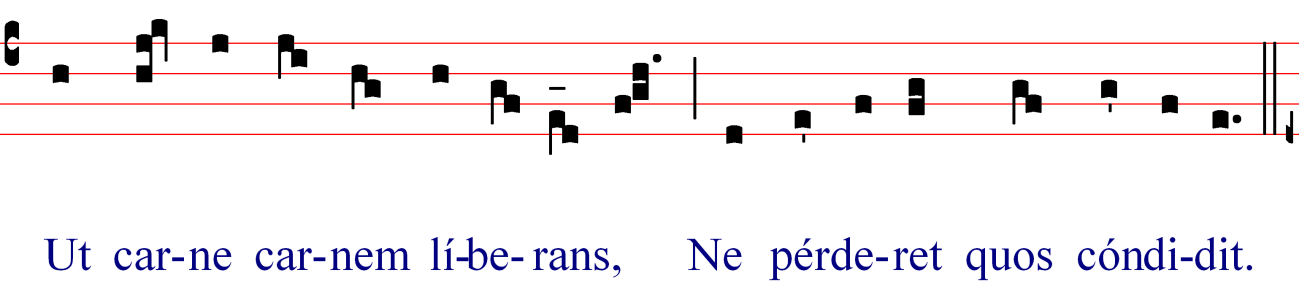 Ut car-ne car-nem lí-be-rans, Ne pérde-ret quos cóndi-dit.